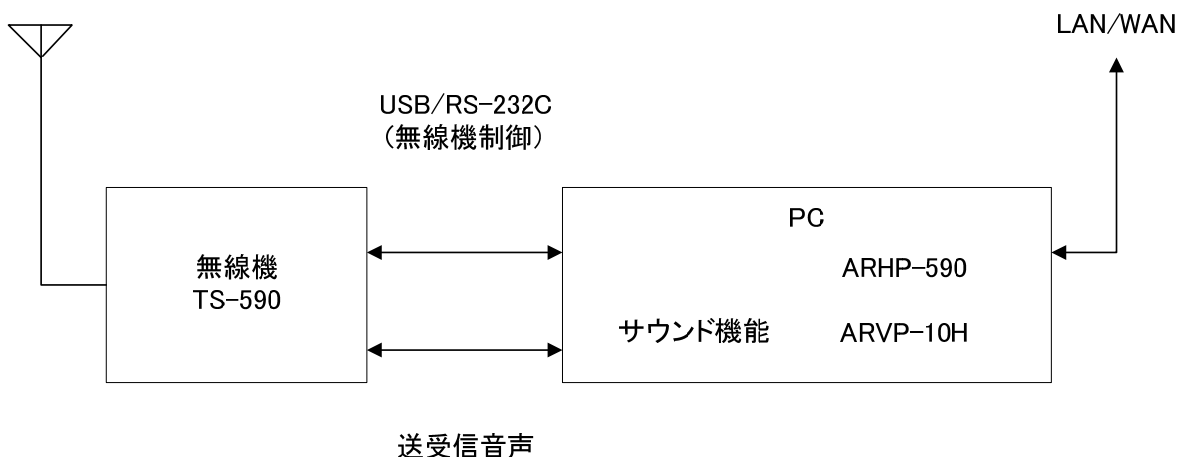 LAN/WAN
USB/RS-232C
(無線機制御)
PC
無線機
TS-590
ARHP-590
サウンド機能
ARVP-10H
送受信音声